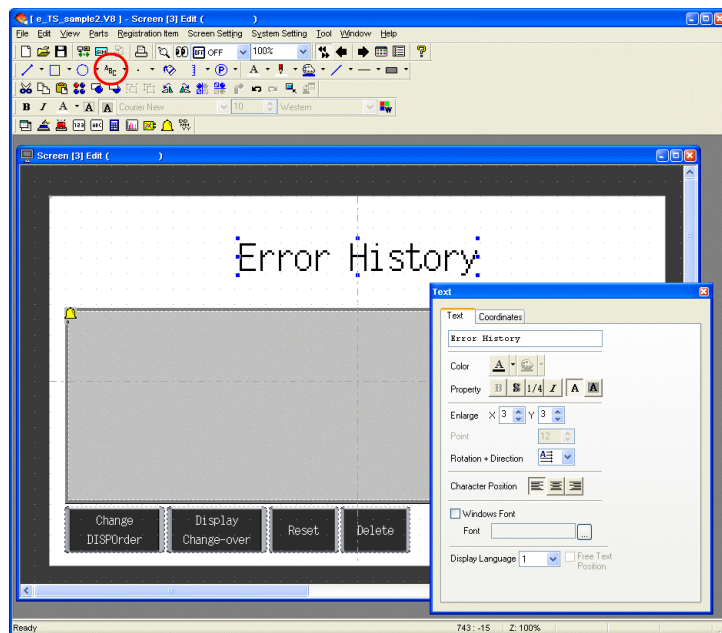 [ e_TS_sample2.V8 ] - Screen [3] Edit ( )
File Edit View Parts Registration Item Screen Setting System Setting Tool Window Help
OFF 100%
ABC P A
B I A A A Courier New 10 Western
Screen [3] Edit ( )
Error History
Text
Text Coordinates
Error History
Color A
Property B S 1/4 I A A
Enlarge X 3 Y 3
Point 12
Rotation + Direction
Character Position
Windows Font
Font ...
Display Language 1 Free Text Position
Change DISPOrder
Display Change-over
Reset
Delete
Ready 743 : -15 Z: 100%